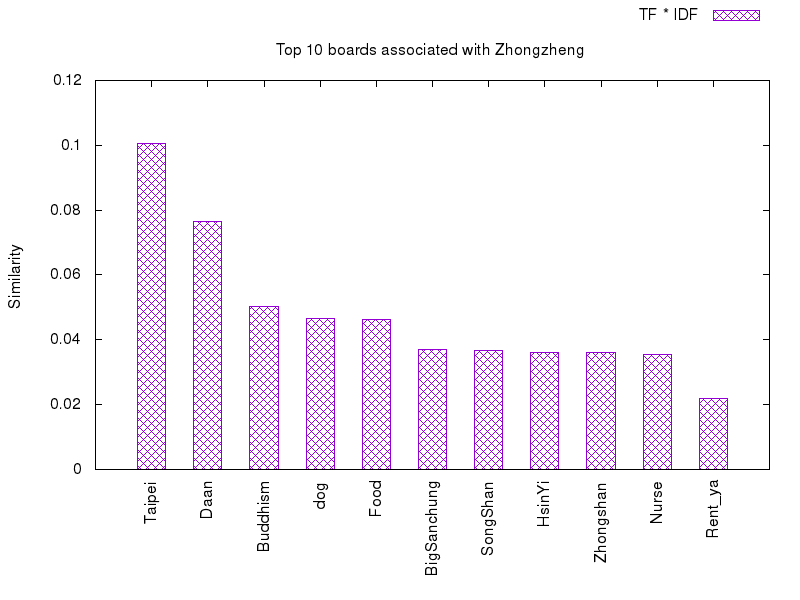 TF * IDF
Top 10 boards associated with Zhongzheng
0.12
0.1
0.08
0.06
0.04
0.02
0
Similarity
Taipei
Daan
Buddhism
dog
Food
BigSanchung
SongShan
HsinYi
Zhongshan
Nurse
Rent_ya